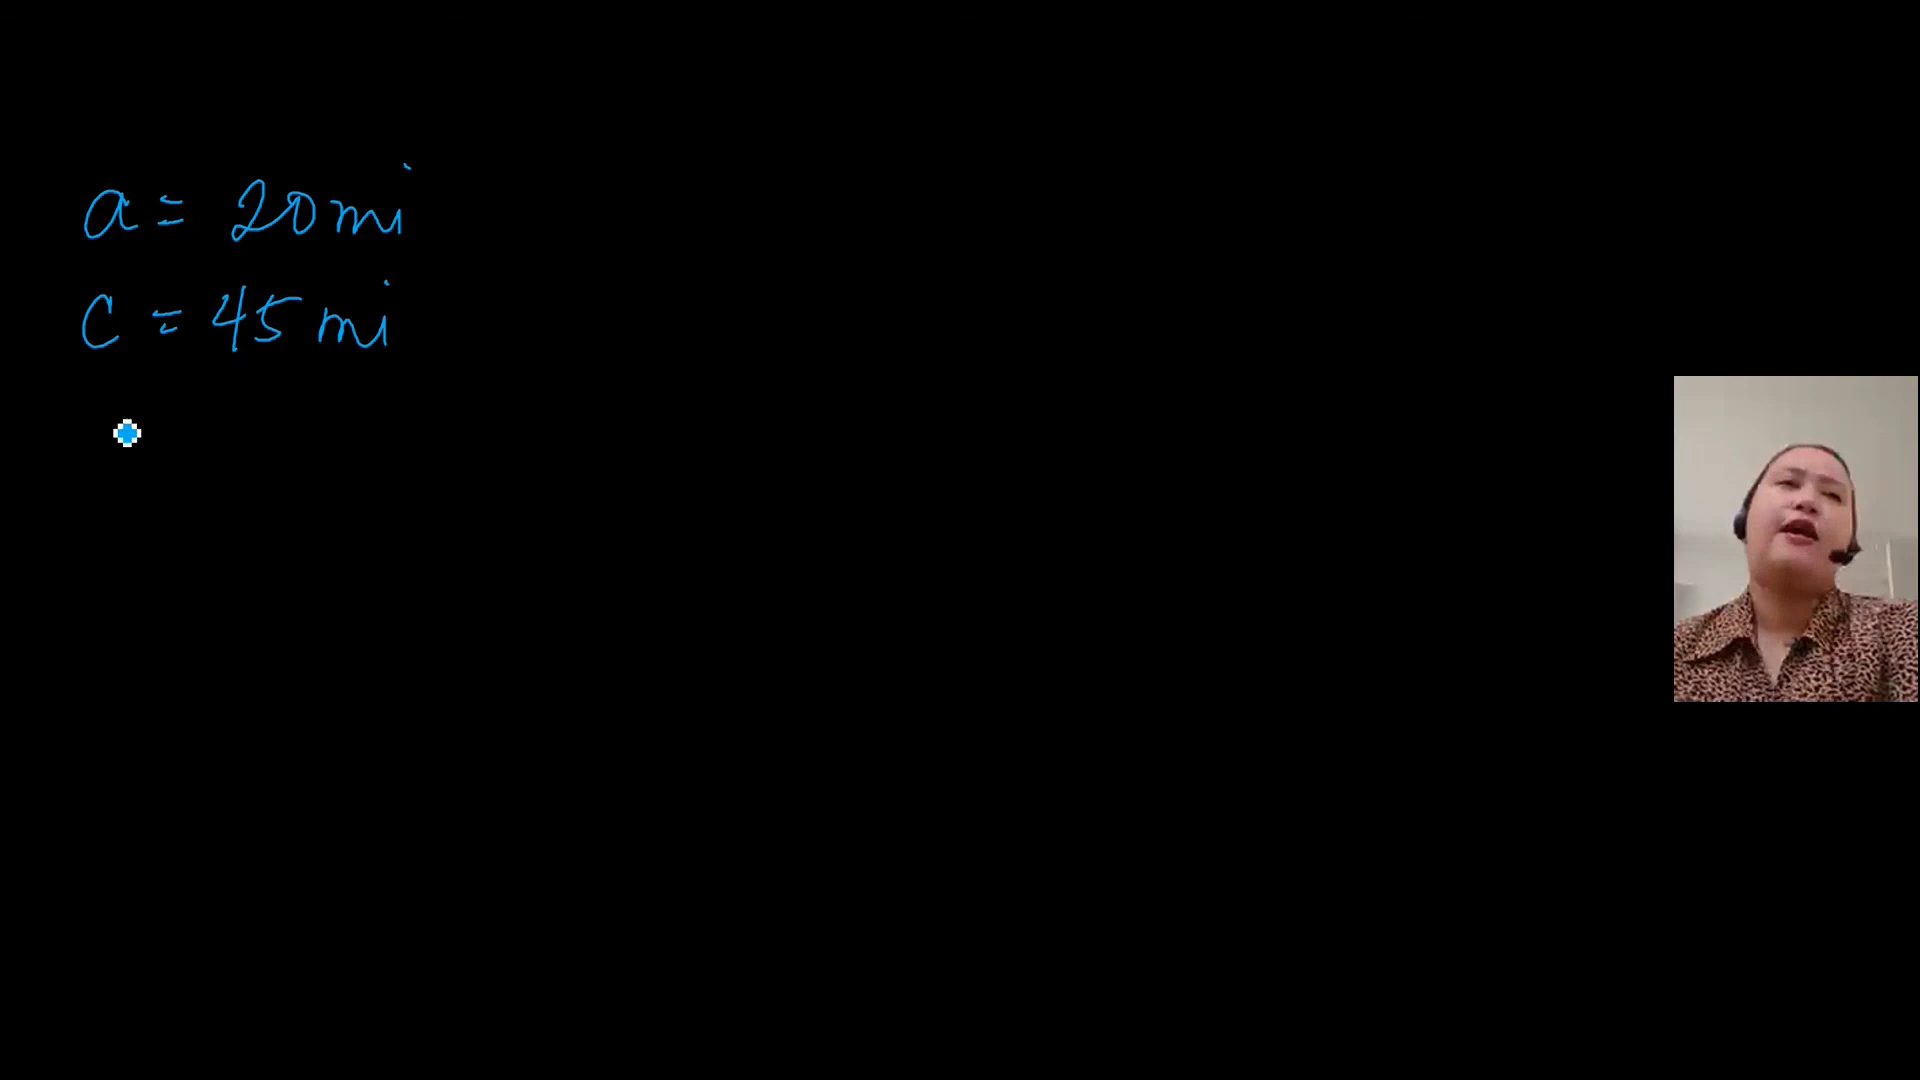 a = 20 mi
c = 45 mi